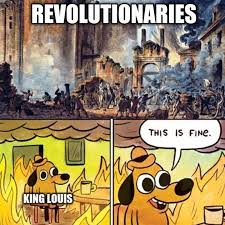 REVOLUTIONARIES
KING LOUIS
THIS IS FINE.